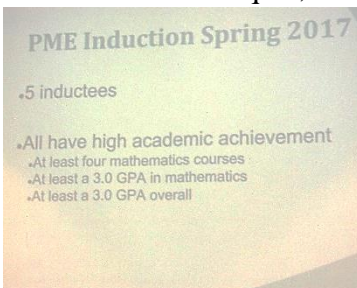 PME Induction Spring 2017
•5 inductees
•All have high academic achievement
•At least four mathematics courses
•At least a 3.0 GPA in mathematics
•At least a 3.0 GPA overall